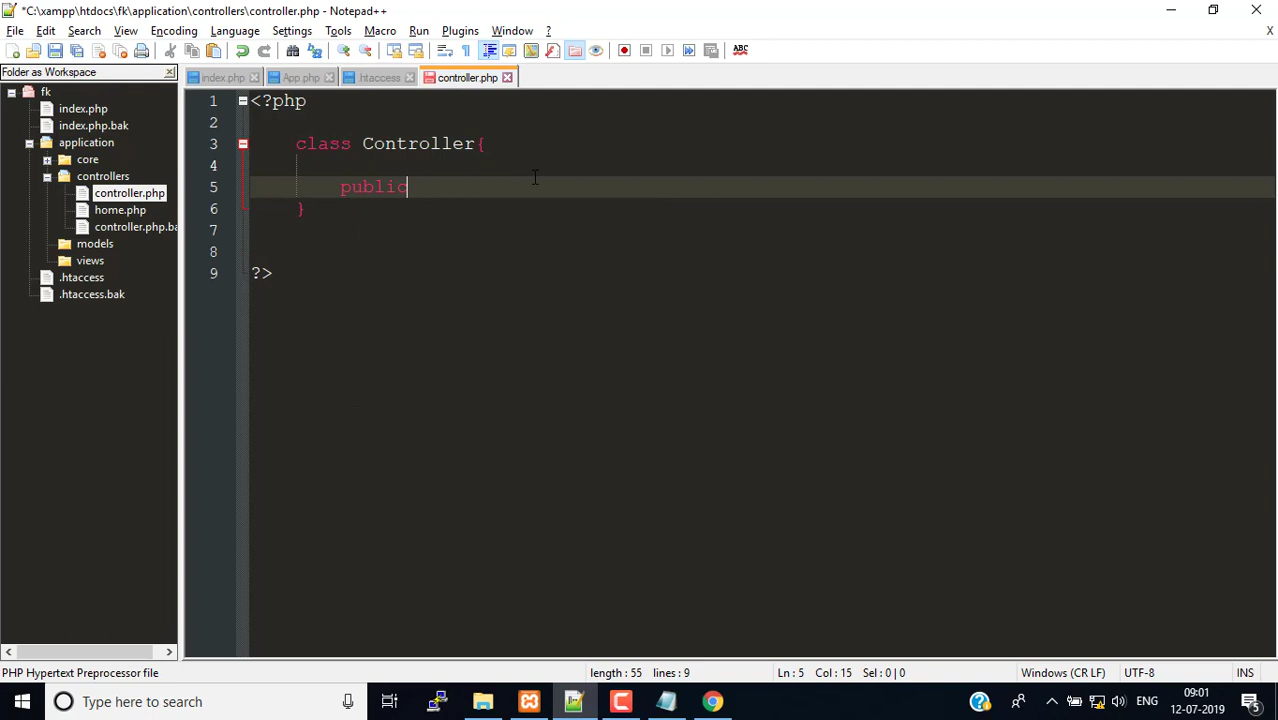 *C:\xampp\htdocs\fk\application\controllers\controller.php - Notepad++
File Edit Search View Encoding Language Settings Tools Macro Run Plugins Window ?
X
ABC
Folder as Workspace
index.php App.php .htaccess controller.php
fk
index.php
index.php.bak
application
core
controllers
controller.php
home.php
controller.php.ba
models
views
.htaccess
.htaccess.bak
1 <?php
2
3 class Controller{
4
5 public
6 }
7
8
9 ?>
PHP Hypertext Preprocessor file length : 55 lines : 9 Ln : 5 Col : 15 Sel : 0 | 0 Windows (CR LF) UTF-8 INS
Type here to search
ENG
09:01
12-07-2019
5